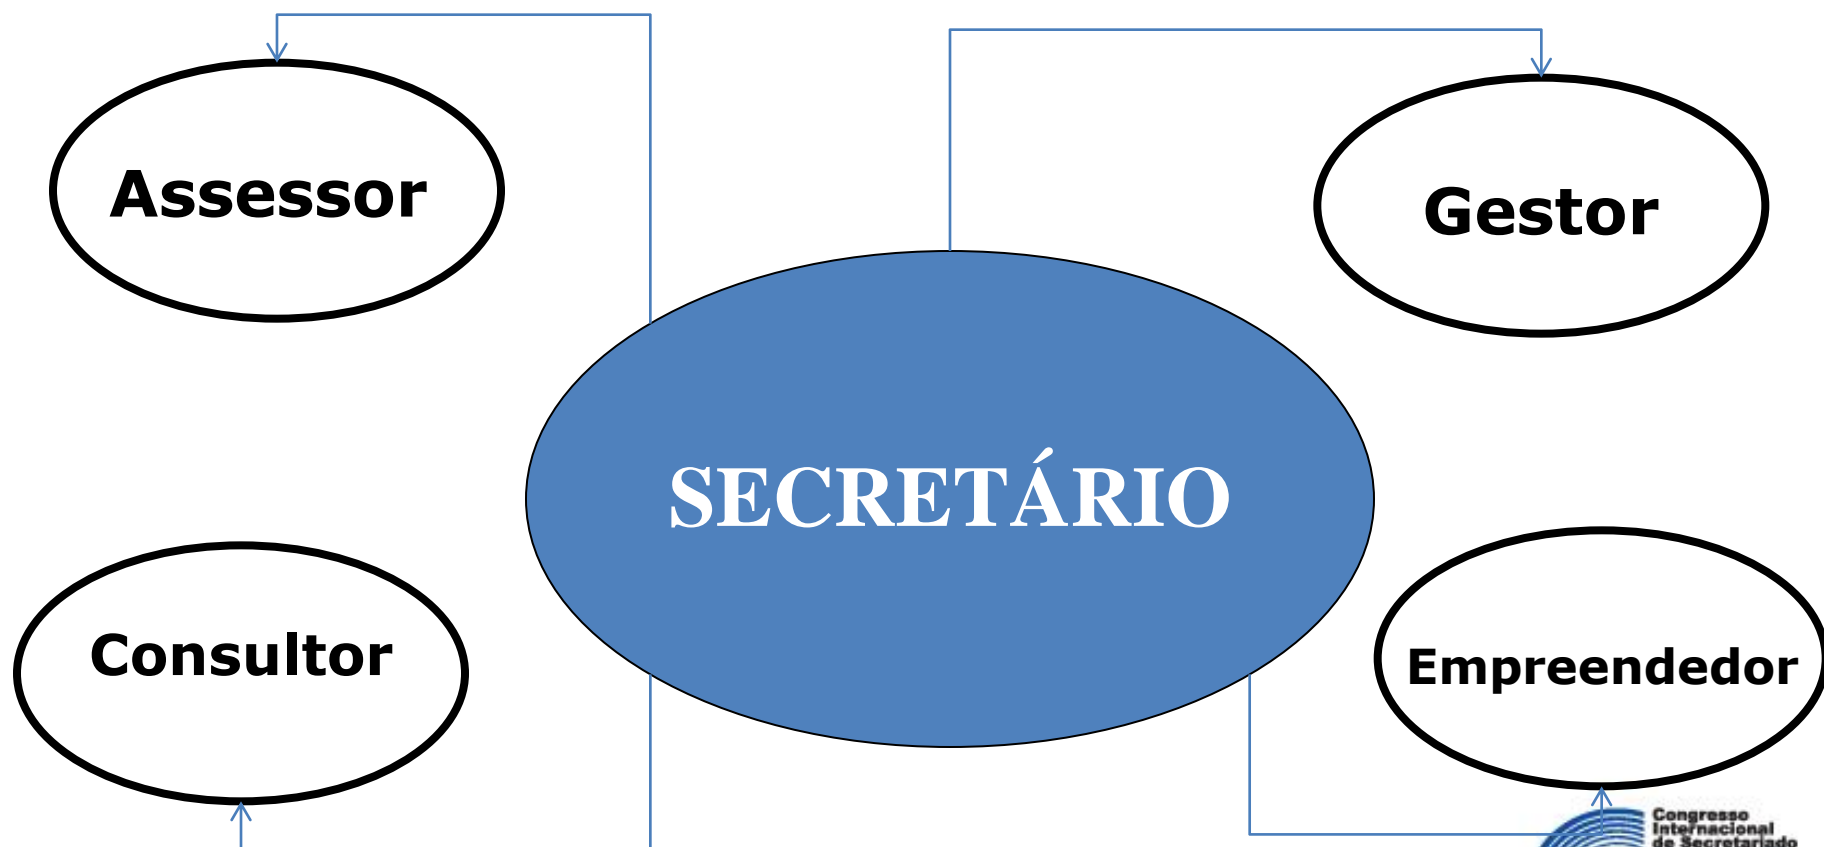 Assessor
Gestor
SECRETÁRIO
Consultor
Empreendedor
Congresso
Internacional
de Secretariado